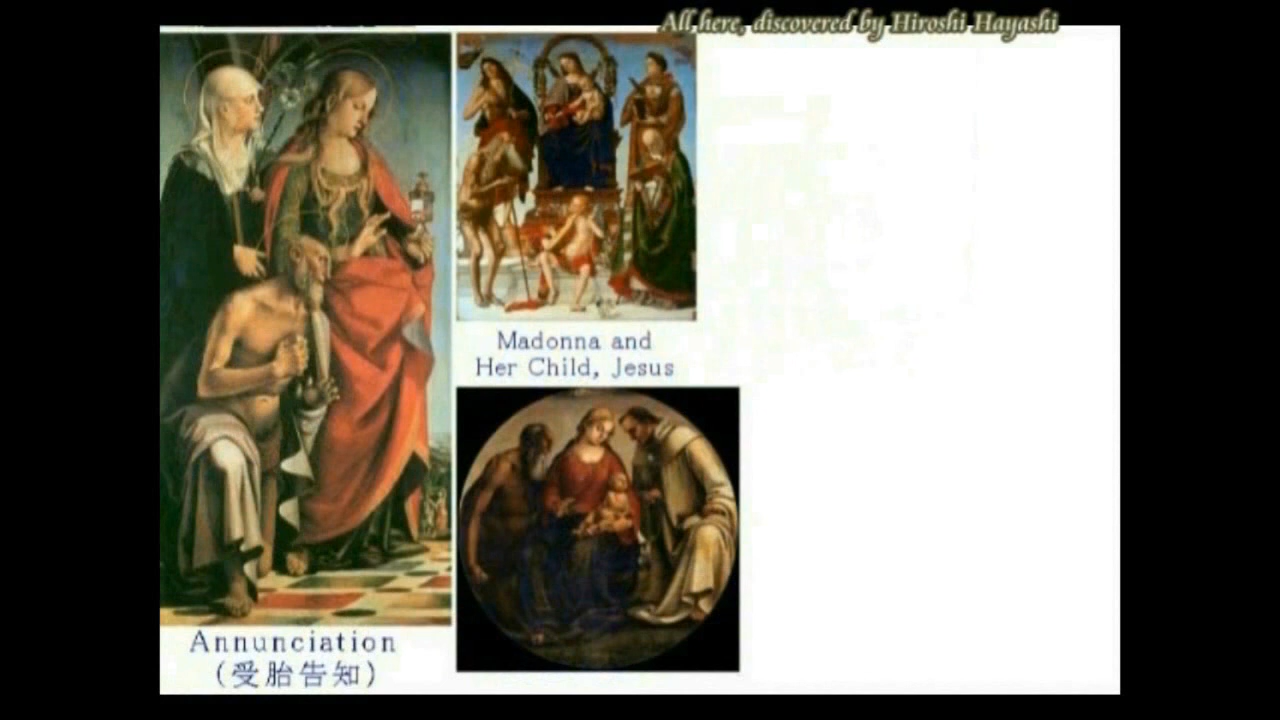 All here, discovered by Hiroshi Hayashi
Madonna and
Her Child, Jesus
Annunciation
(受胎告知)